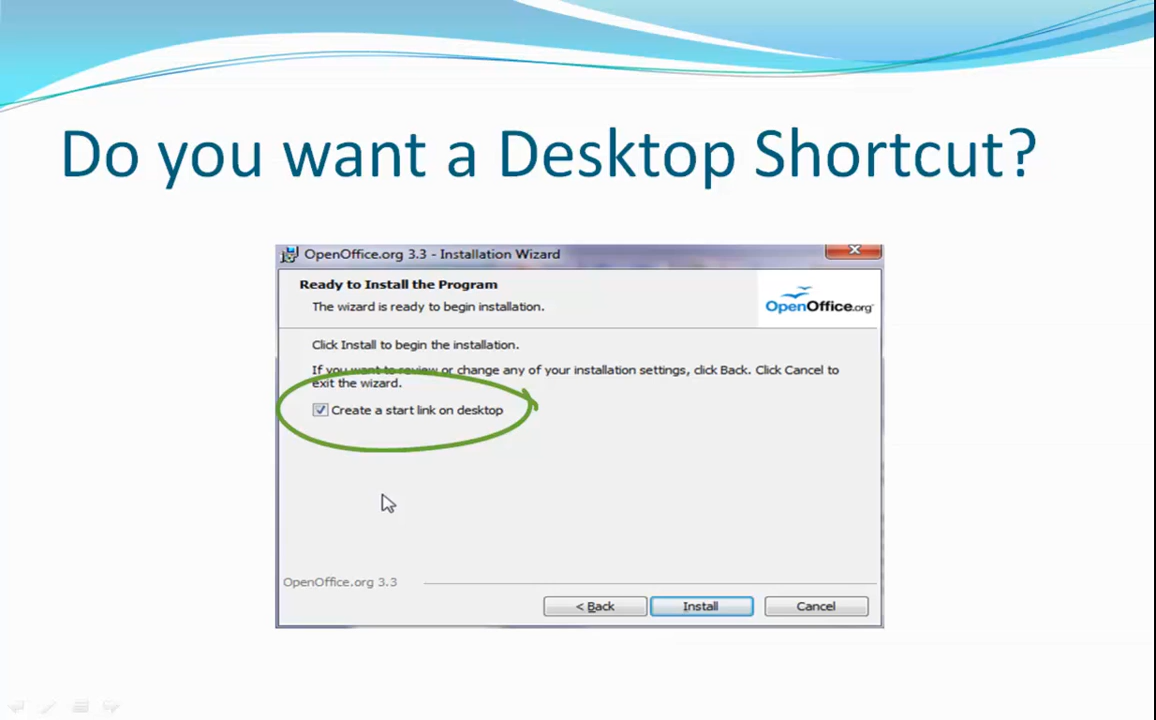 Do you want a Desktop Shortcut?
OpenOffice.org 3.3 - Installation Wizard
Ready to Install the Program
The wizard is ready to begin installation.
OpenOffice.org
Click Install to begin the installation.
If you want to review or change any of your installation settings, click Back. Click Cancel to
exit the wizard.
Create a start link on desktop
OpenOffice.org 3.3
< Back Install Cancel